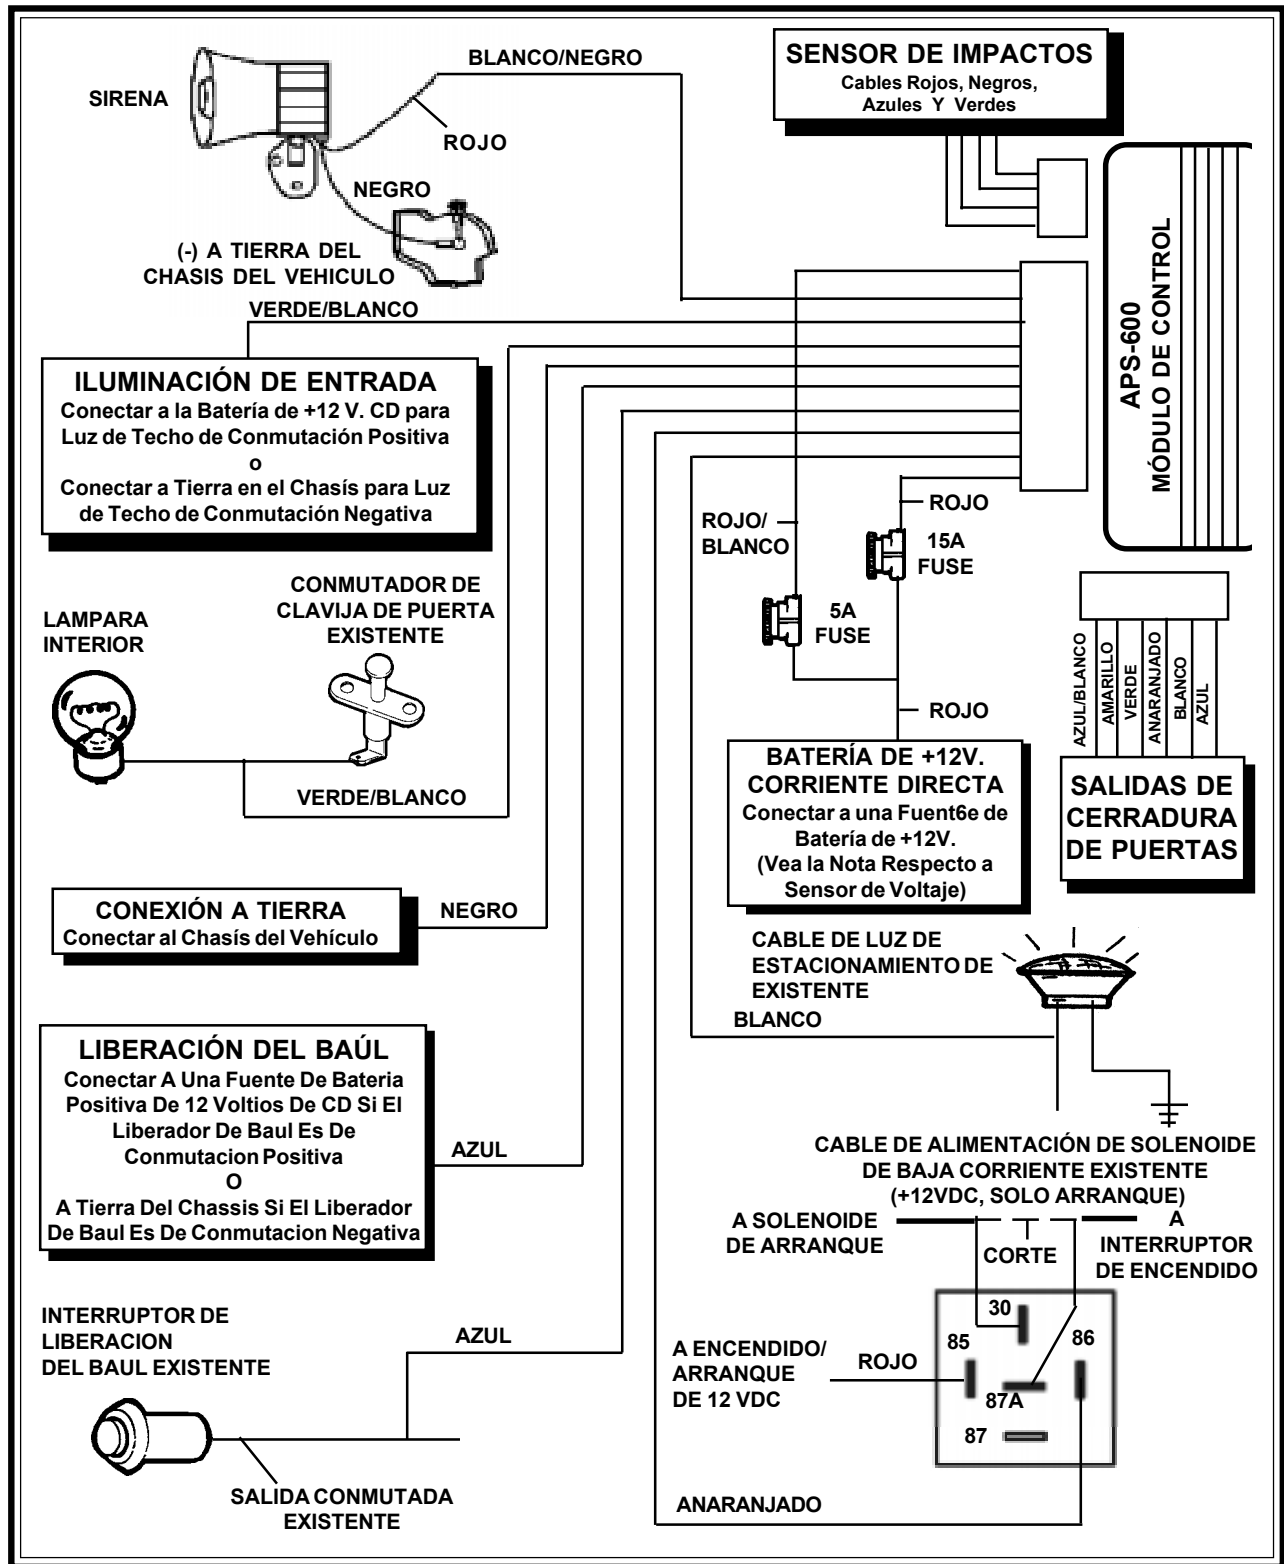 BLANCO/NEGRO
SIRENA
ROJO
NEGRO
(-) A TIERRA DEL
CHASIS DEL VEHICULO
VERDE/BLANCO
SENSOR DE IMPACTOS
Cables Rojos, Negros,
Azules Y Verdes
APS-600
MÓDULO DE CONTROL
ILUMINACIÓN DE ENTRADA
Conectar a la Batería de +12 V. CD para
Luz de Techo de Conmutación Positiva
o
Conectar a Tierra en el Chasís para Luz
de Techo de Conmutación Negativa
ROJO/
BLANCO
ROJO
15A
FUSE
5A
FUSE
ROJO
CONMUTADOR DE
CLAVIJA DE PUERTA
EXISTENTE
LAMPARA
INTERIOR
VERDE/BLANCO
AZUL/BLANCO
AMARILLO
VERDE
ANARANJADO
BLANCO
AZUL
BATERÍA DE +12V.
CORRIENTE DIRECTA
Conectar a una Fuent6e de
Batería de +12V.
(Vea la Nota Respecto a
Sensor de Voltaje)
SALIDAS DE
CERRADURA
DE PUERTAS
CONEXIÓN A TIERRA
Conectar al Chasís del Vehículo
NEGRO
CABLE DE LUZ DE
ESTACIONAMIENTO DE
EXISTENTE
BLANCO
LIBERACIÓN DEL BAÚL
Conectar A Una Fuente De Bateria
Positiva De 12 Voltios De CD Si El
Liberador De Baul Es De
Conmutacion Positiva
O
A Tierra Del Chassis Si El Liberador
De Baul Es De Conmutacion Negativa
AZUL
CABLE DE ALIMENTACIÓN DE SOLENOIDE
DE BAJA CORRIENTE EXISTENTE
(+12VDC, SOLO ARRANQUE)
A SOLENOIDE
DE ARRANQUE
CORTE
A
INTERRUPTOR
DE ENCENDIDO
INTERRUPTOR DE
LIBERACION
DEL BAUL EXISTENTE
AZUL
A ENCENDIDO/
ARRANQUE
DE 12 VDC
ROJO
30
85
86
87A
87
SALIDA CONMUTADA
EXISTENTE
ANARANJADO